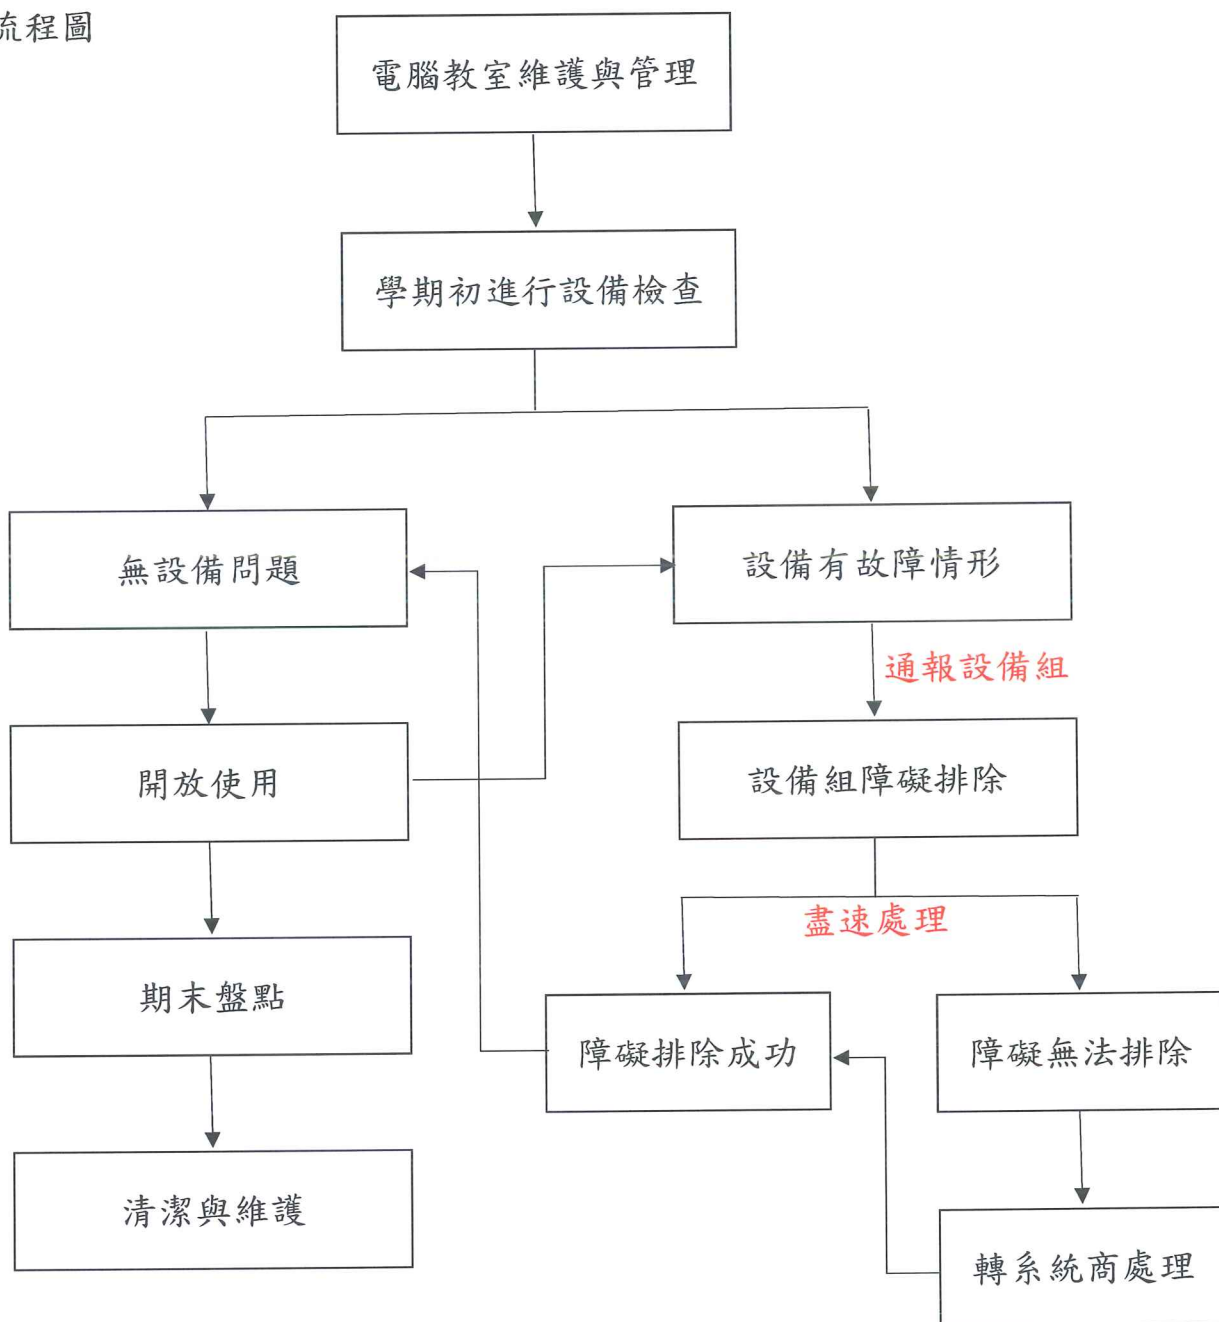 流程圖
電腦教室維護與管理
學期初進行設備檢查
無設備問題
設備有故障情形
通報設備組
開放使用
設備組障礙排除
盡速處理
期末盤點
障礙排除成功
障礙無法排除
清潔與維護
轉系統商處理